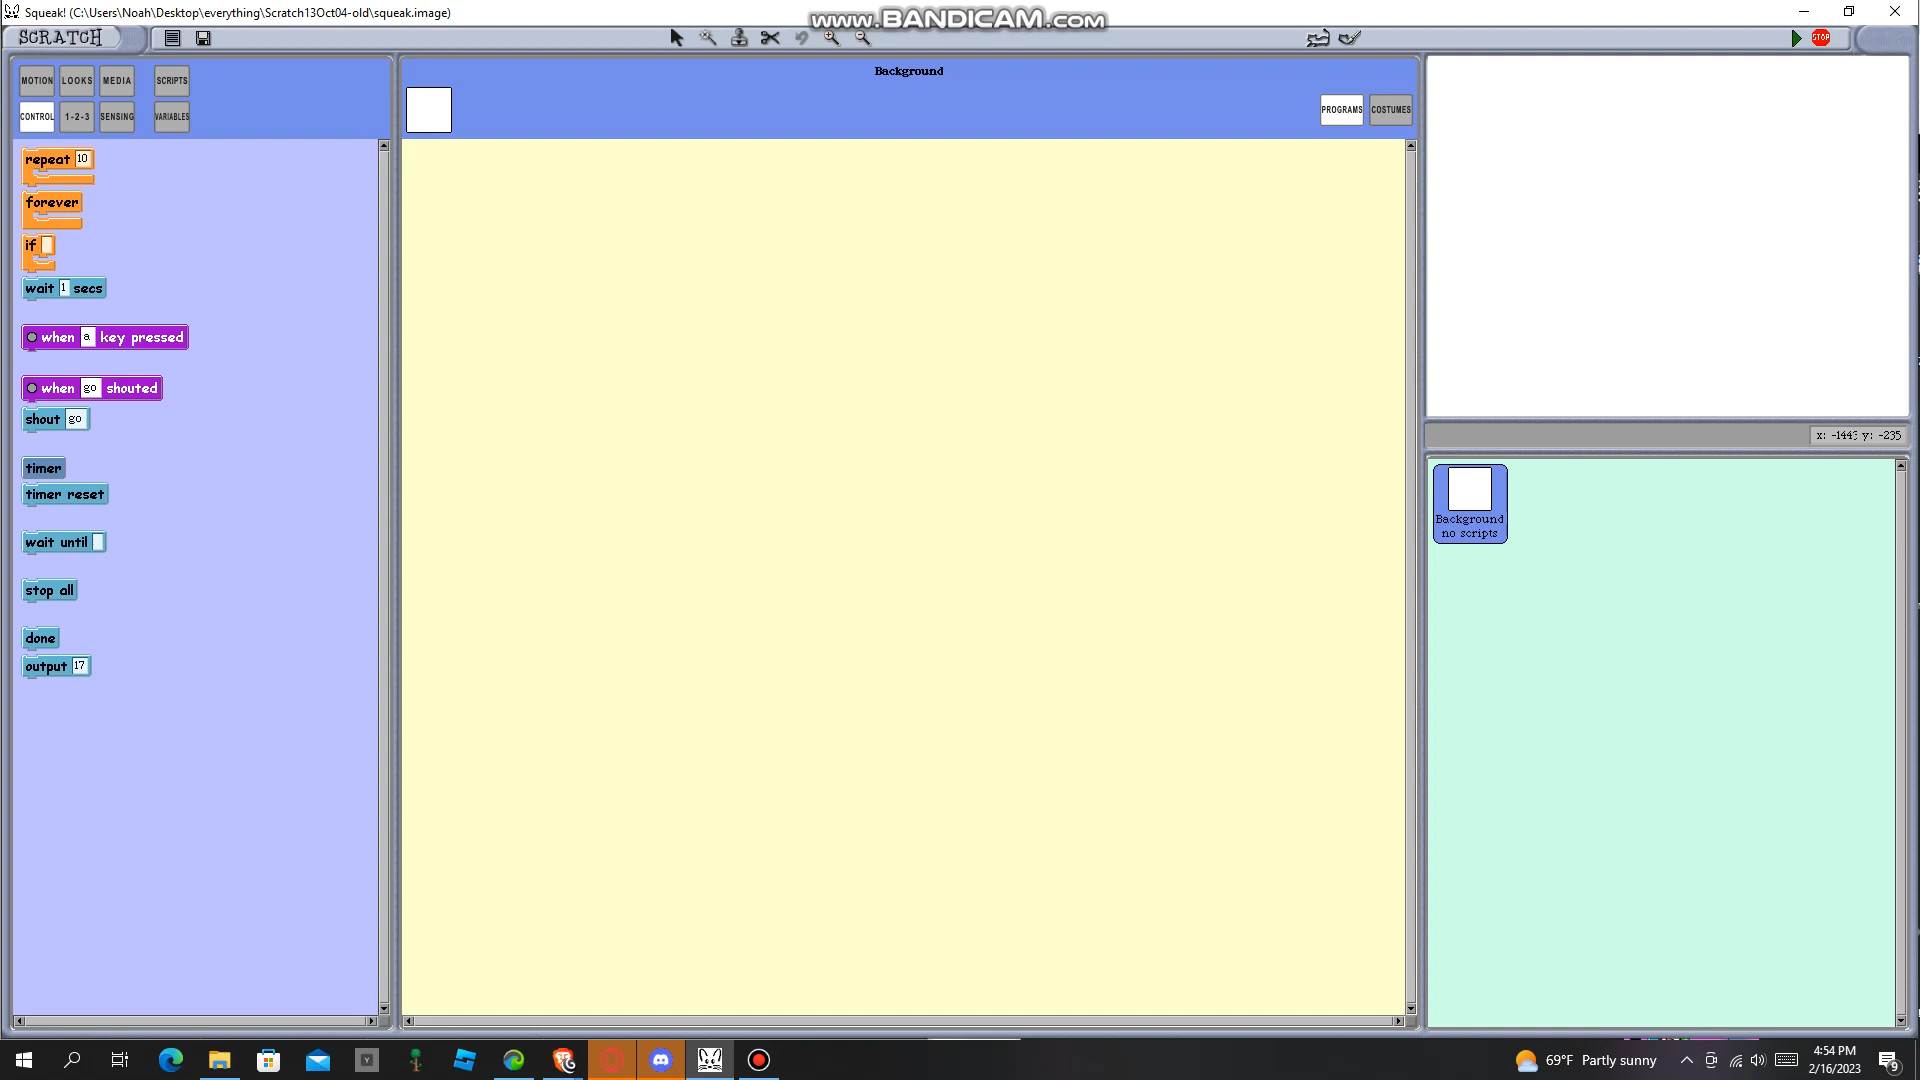 Squeak! (C:\Users\Noah\Desktop\everything\Scratch13Oct04-old\squeak.image)
www.BANDICAM.com
SCRATCH
STOP
MOTION LOOKS MEDIA SCRIPTS
CONTROL 1-2-3 SENSING VARIABLES
repeat 10
forever
if
wait 1 secs
when a key pressed
when go shouted
shout go
timer
timer reset
wait until
stop all
done
output 17
Background
PROGRAMS COSTUMES
x: -1443 y: -235
Background
no scripts
69°F Partly sunny
4:54 PM
2/16/2023
9